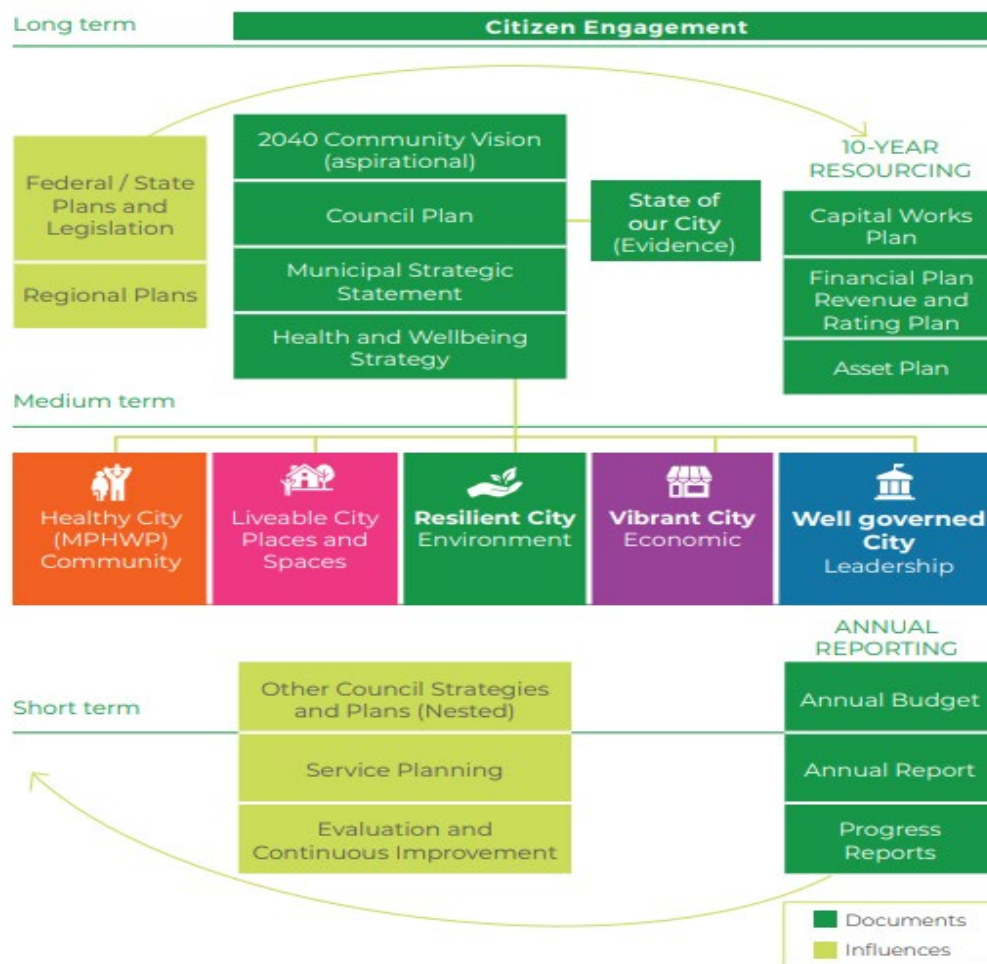 Long term
Citizen Engagement
Federal / State
Plans and
Legislation
Regional Plans
2040 Community Vision
(aspirational)
Council Plan
Municipal Strategic
Statement
Health and Wellbeing
Strategy
State of
our City
(Evidence)
10-YEAR
RESOURCING
Capital Works
Plan
Financial Plan
Revenue and
Rating Plan
Asset Plan
Medium term
Healthy City
(MPHWP)
Community
Liveable City
Places and
Spaces
Resilient City
Environment
Vibrant City
Economic
Well governed
City
Leadership
Short term
Other Council Strategies
and Plans (Nested)
Service Planning
Evaluation and
Continuous Improvement
ANNUAL
REPORTING
Annual Budget
Annual Report
Progress
Reports
Documents
Influences